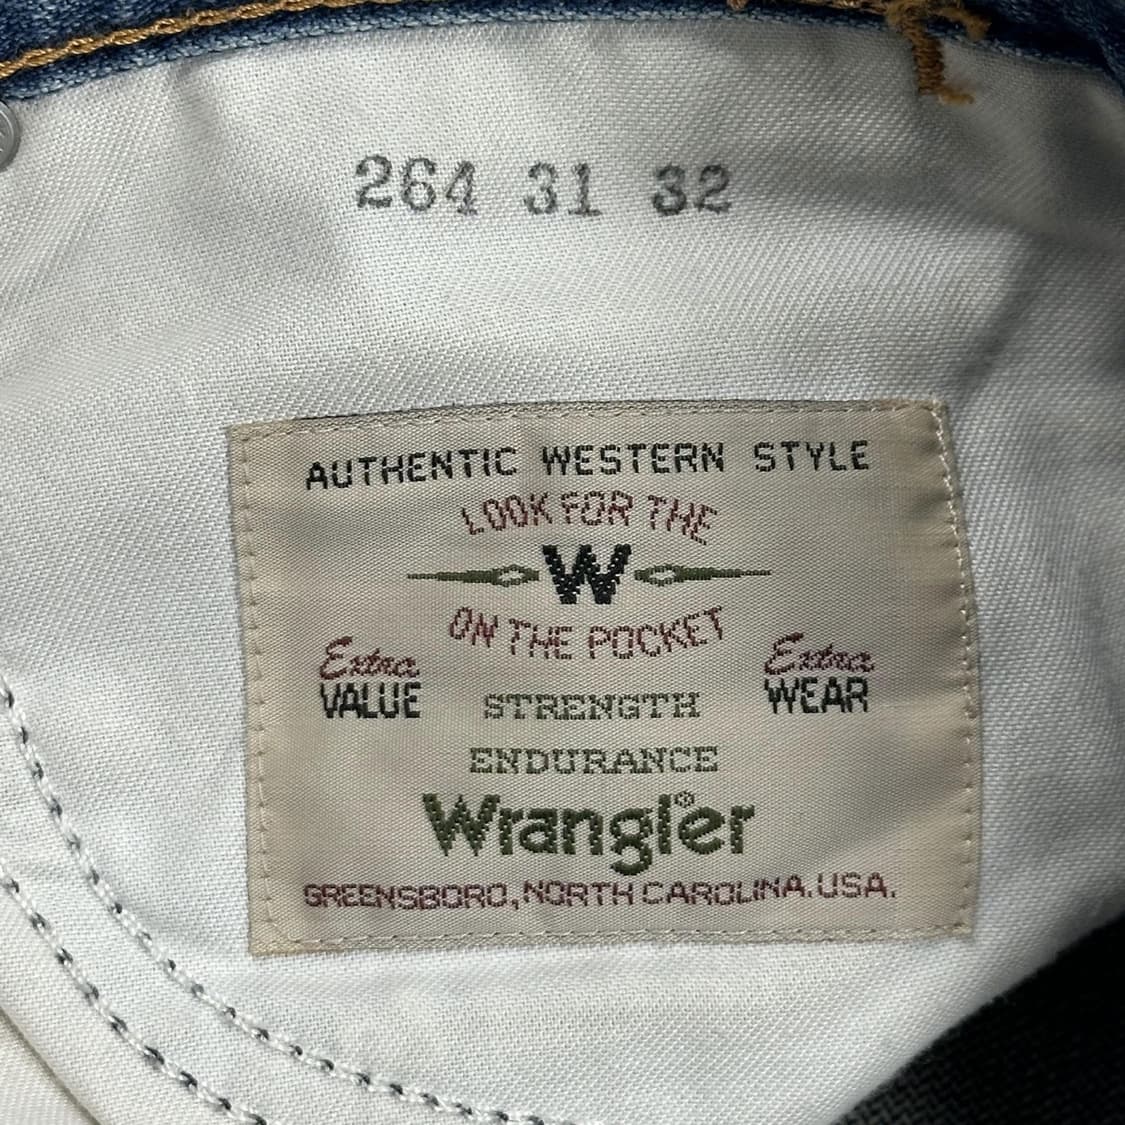 264 31 32
AUTHENTIC WESTERN STYLE
LOOK FOR THE
W
ON THE POCKET
Extra
VALUE
Extra
WEAR
STRENGTH
ENDURANCE
Wrangler®
GREENSBORO, NORTH CAROLINA. USA.